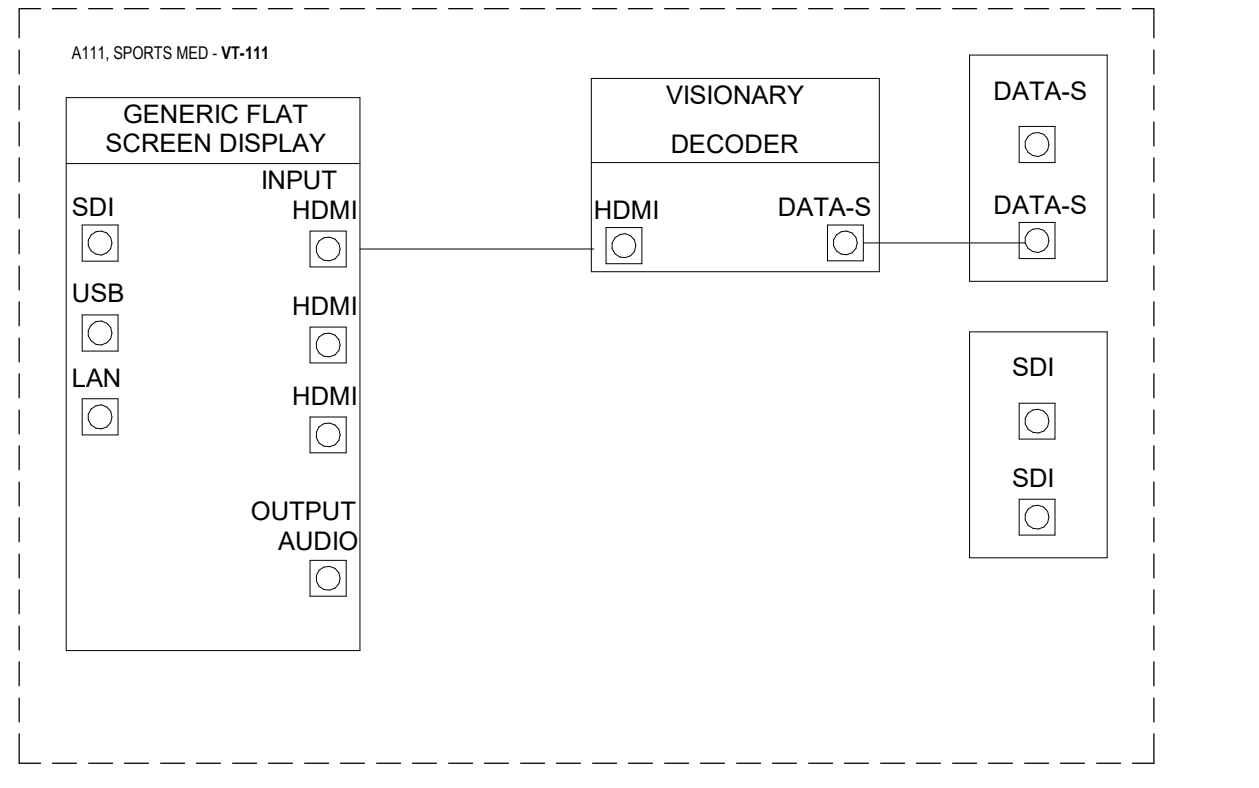 A111, SPORTS MED - VT-111
GENERIC FLAT
SCREEN DISPLAY
INPUT
SDI
HDMI
USB
HDMI
LAN
HDMI
OUTPUT
AUDIO
VISIONARY
DECODER
HDMI
DATA-S
DATA-S
DATA-S
SDI
SDI